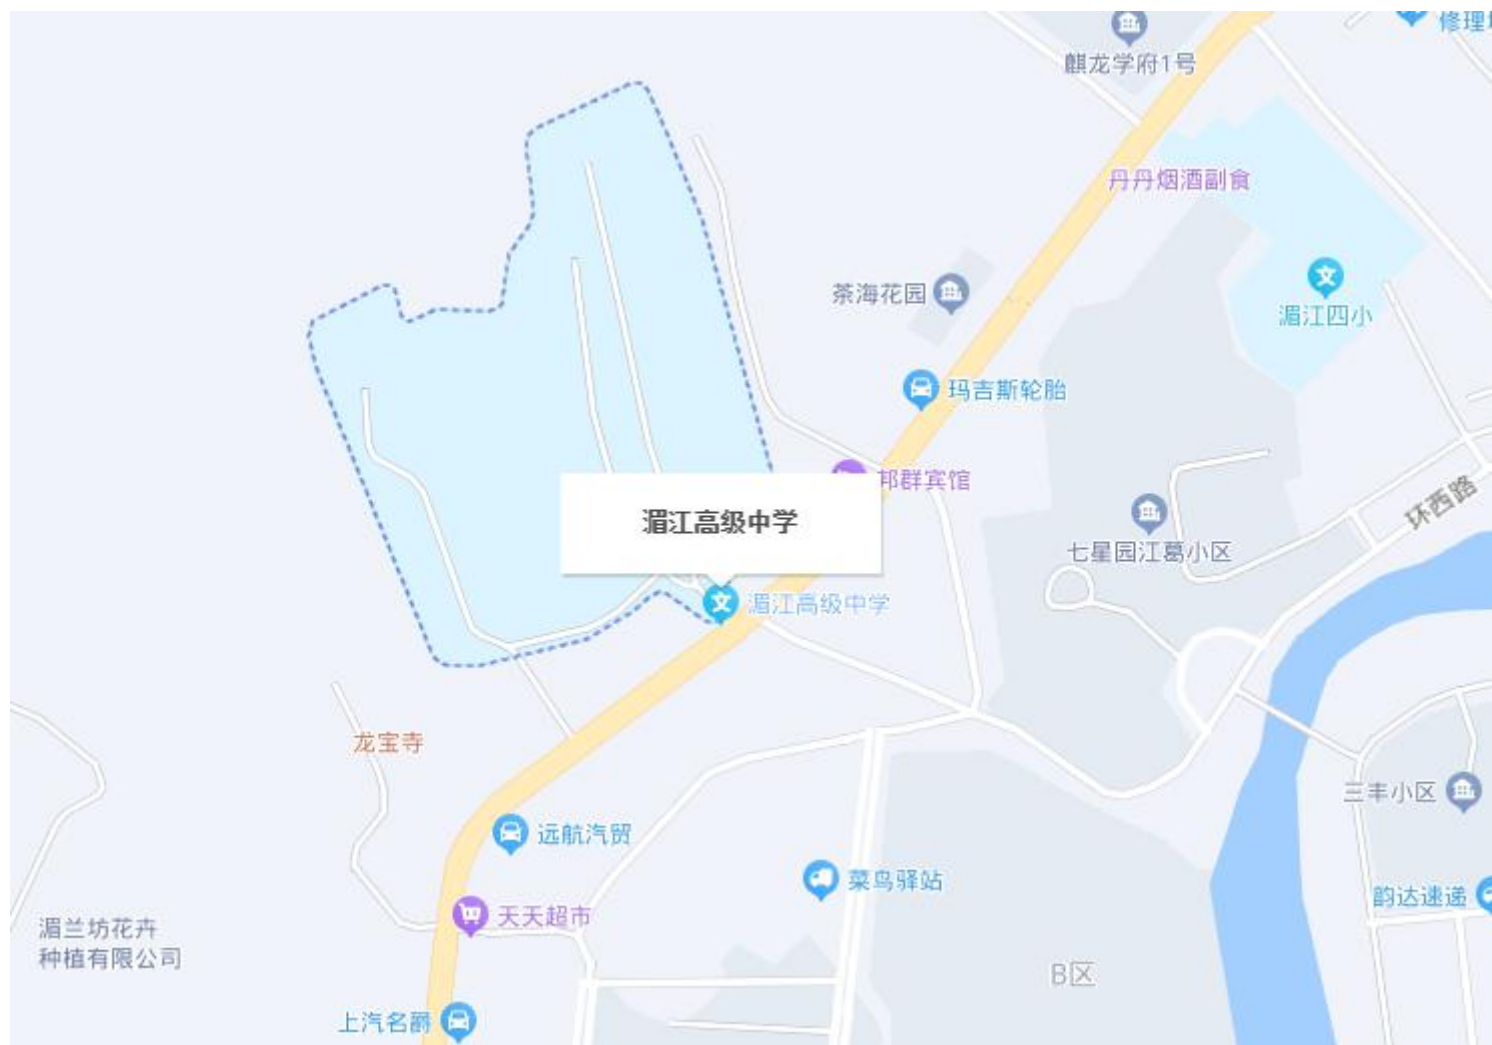 修理
麒龙学府1号
丹丹烟酒副食
文
湄江四小
茶海花园
玛吉斯轮胎
邦群宾馆
环西路
湄江高级中学
七星园江葛小区
文
湄江高级中学
龙宝寺
三丰小区
远航汽贸
菜鸟驿站
韵达速递
天天超市
湄兰坊花卉
种植有限公司
B区
上汽名爵